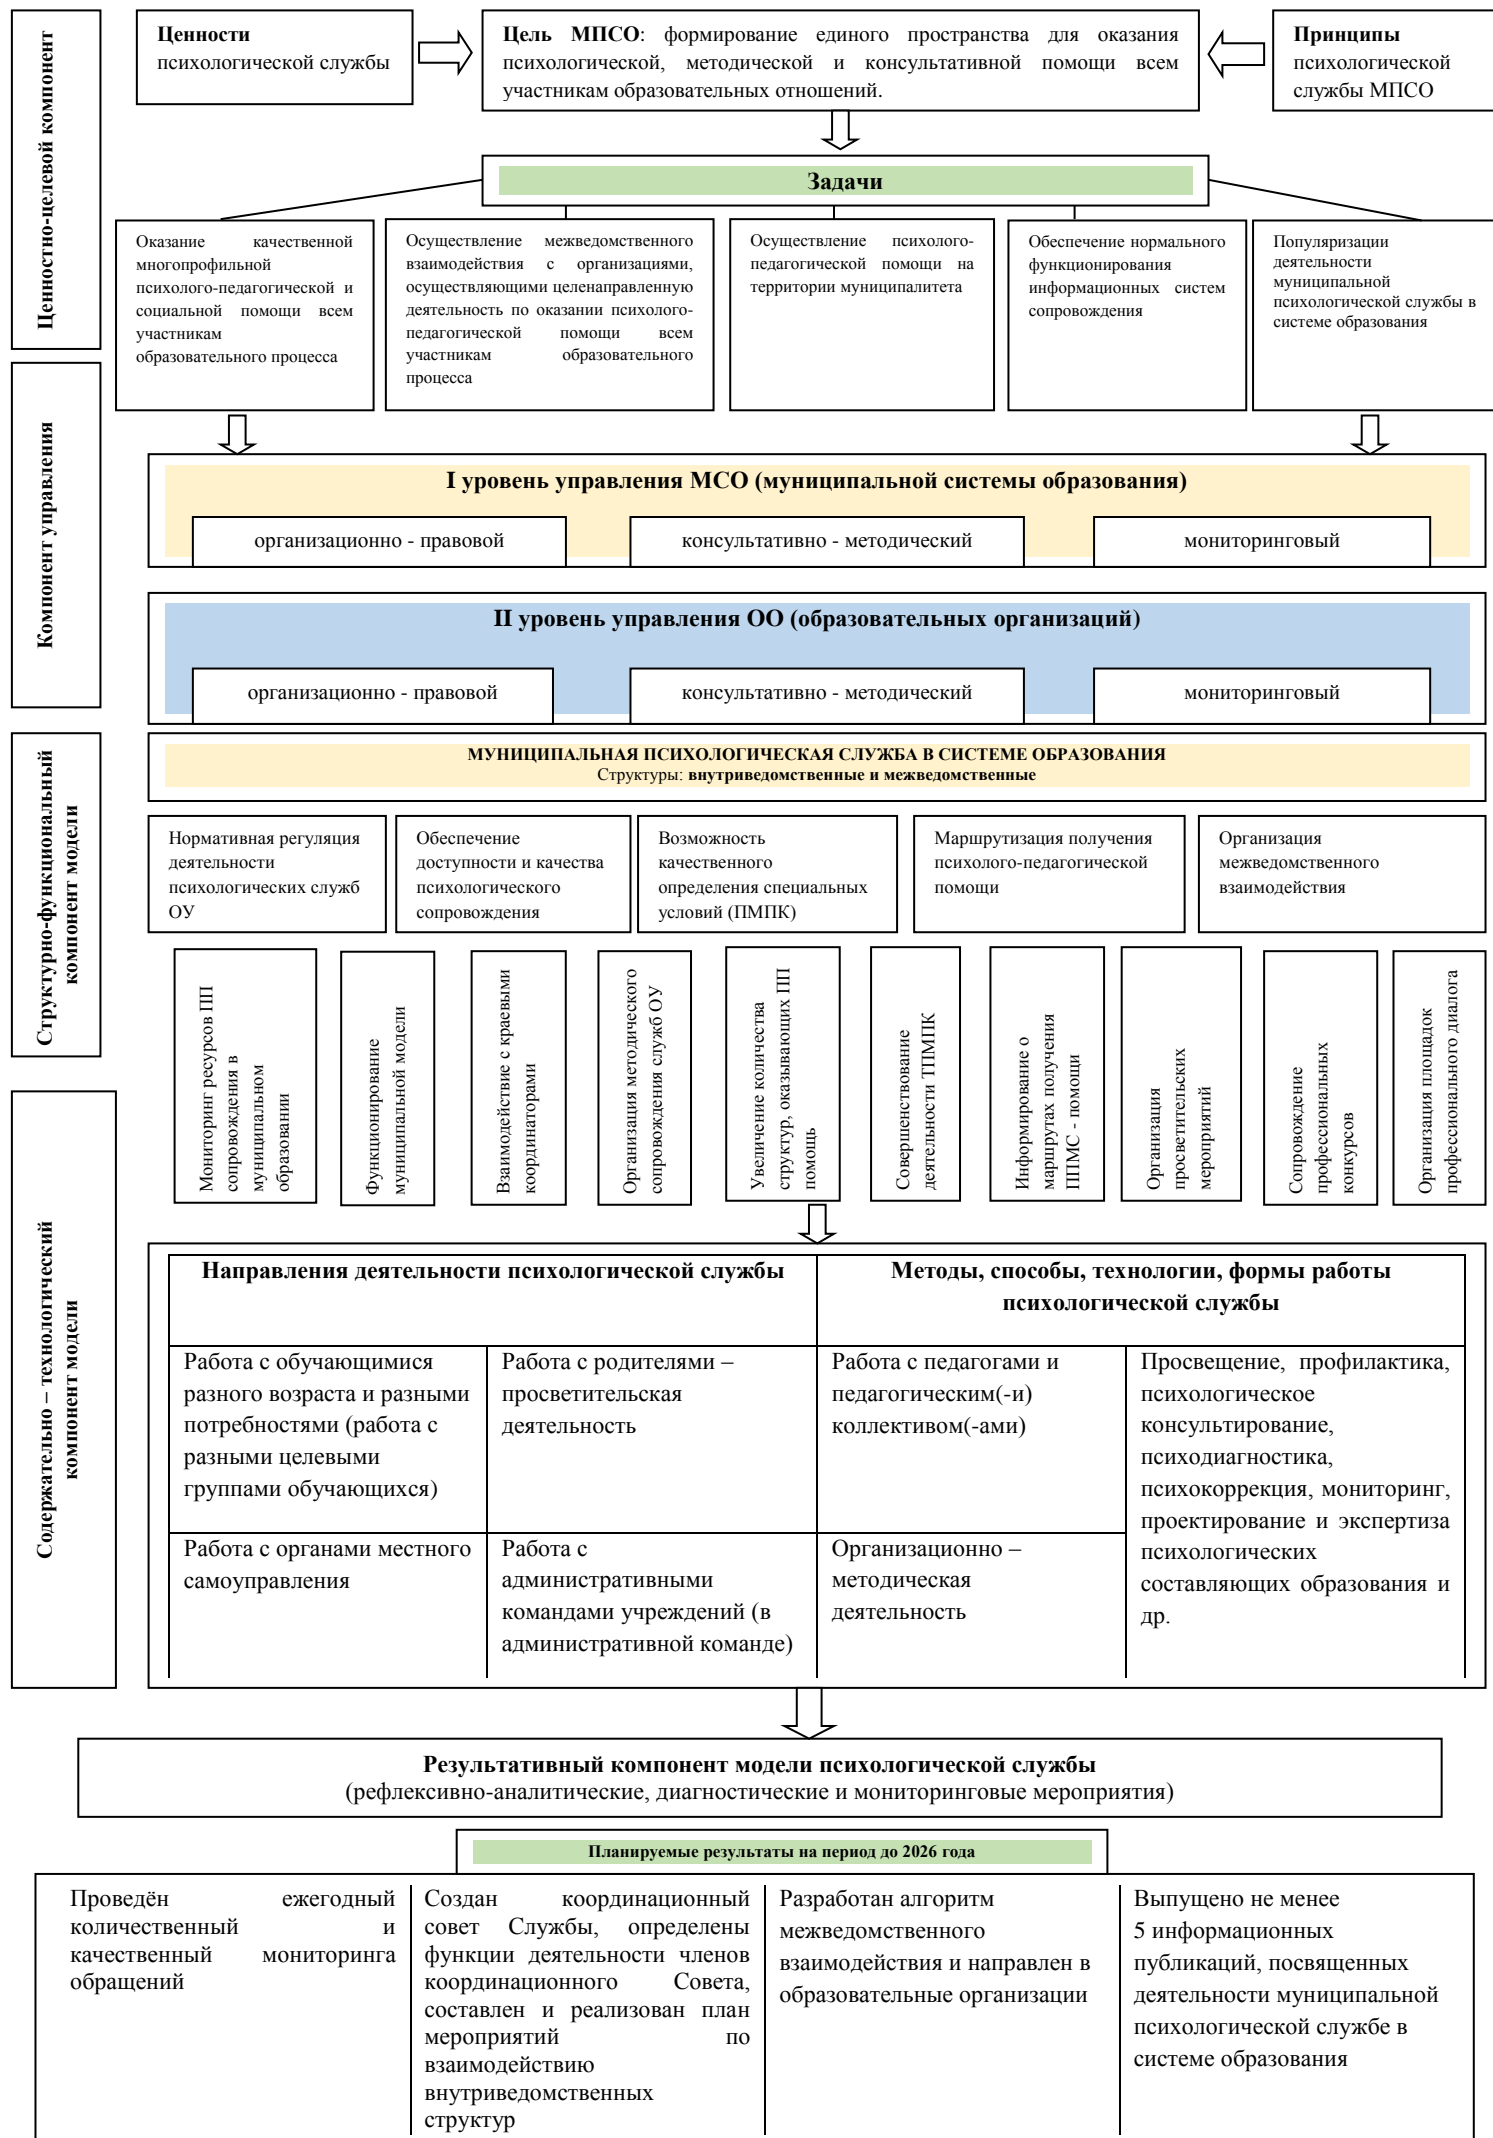 Ценностно-целевой компонент
Ценности
психологической службы
Цель МПСО: формирование единого пространства для оказания
психологической, методической и консультативной помощи всем
участникам образовательных отношений.
Принципы
психологической
службы МПСО
Задачи
Оказание качественной
многопрофильной
психолого-педагогической и
социальной помощи всем
участникам
образовательного процесса
Осуществление межведомственного
взаимодействия с организациями,
осуществляющими целенаправленную
деятельность по оказании психолого-
педагогической помощи всем
участникам образовательного
процесса
Осуществление психолого-
педагогической помощи на
территории муниципалитета
Обеспечение нормального
функционирования
информационных систем
сопровождения
Популяризации
деятельности
муниципальной
психологической службы в
системе образования
Компонент управления
I уровень управления МСО (муниципальной системы образования)
организационно - правовой
консультативно - методический
мониторинговый
II уровень управления ОО (образовательных организаций)
организационно - правовой
консультативно - методический
мониторинговый
Структурно-функциональный
компонент модели
МУНИЦИПАЛЬНАЯ ПСИХОЛОГИЧЕСКАЯ СЛУЖБА В СИСТЕМЕ ОБРАЗОВАНИЯ
Структуры: внутриведомственные и межведомственные
Нормативная регуляция
деятельности
психологических служб
ОУ
Обеспечение
доступности и качества
психологического
сопровождения
Возможность
качественного
определения специальных
условий (ПМПК)
Маршрутизация получения
психолого-педагогической
помощи
Организация
межведомственного
взаимодействия
Мониторинг ресурсов ПП
сопровождения в
муниципальном
образовании
Функционирование
муниципальной модели
Взаимодействие с краевыми
координаторами
Организация методического
сопровождения служб ОУ
Увеличение количества
структур, оказывающих ПП
помощь
Совершенствование
деятельности ТПМПК
Информирование о
маршрутах получения
ППМС - помощи
Организация
просветительских
мероприятий
Сопровождение
профессиональных
конкурсов
Организация площадок
профессионального диалога
Содержательно – технологический
компонент модели
Направления деятельности психологической службы
Методы, способы, технологии, формы работы
психологической службы
Работа с обучающимися
разного возраста и разными
потребностями (работа с
разными целевыми
группами обучающихся)
Работа с родителями –
просветительская
деятельность
Работа с педагогами и
педагогическим(-и)
коллективом(-ами)
Просвещение, профилактика,
психологическое
консультирование,
психодиагностика,
психокоррекция, мониторинг,
проектирование и экспертиза
психологических
составляющих образования и
др.
Работа с органами местного
самоуправления
Работа с
административными
командами учреждений (в
административной команде)
Организационно –
методическая
деятельность
Результативный компонент модели психологической службы
(рефлексивно-аналитические, диагностические и мониторинговые мероприятия)
Планируемые результаты на период до 2026 года
Проведён ежегодный
количественный и
качественный мониторинга
обращений
Создан координационный
совет Службы, определены
функции деятельности членов
координационного Совета,
составлен и реализован план
мероприятий по
взаимодействию
внутриведомственных
структур
Разработан алгоритм
межведомственного
взаимодействия и направлен в
образовательные организации
Выпущено не менее
5 информационных
публикаций, посвященных
деятельности муниципальной
психологической службе в
системе образования